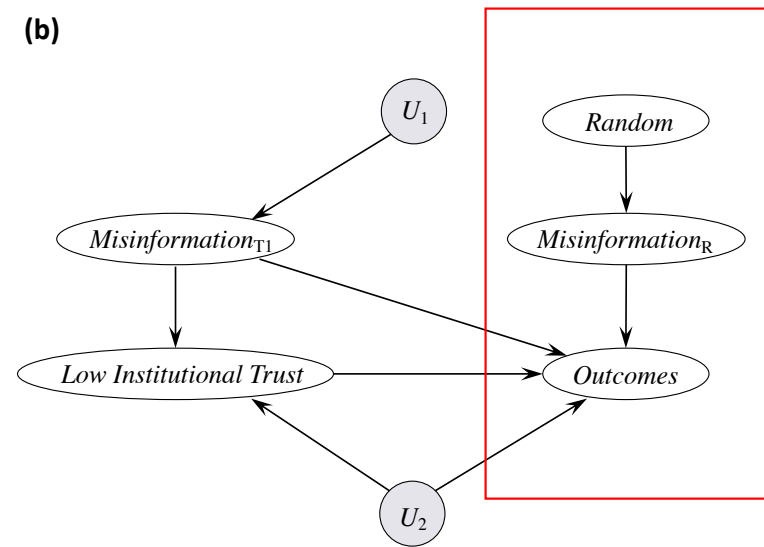 (b)
U1
Random
MisinformationT1
MisinformationR
Low Institutional Trust
Outcomes
U2